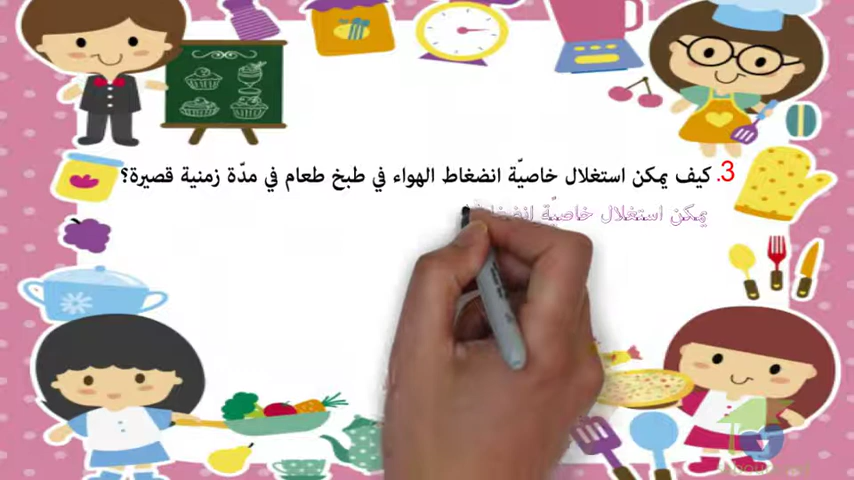 3. كيف يمكن استغلال خاصيّة انضغاط الهواء في طبخ طعام في مدّة زمنية قصيرة؟
يمكن استغلال خاصيّة